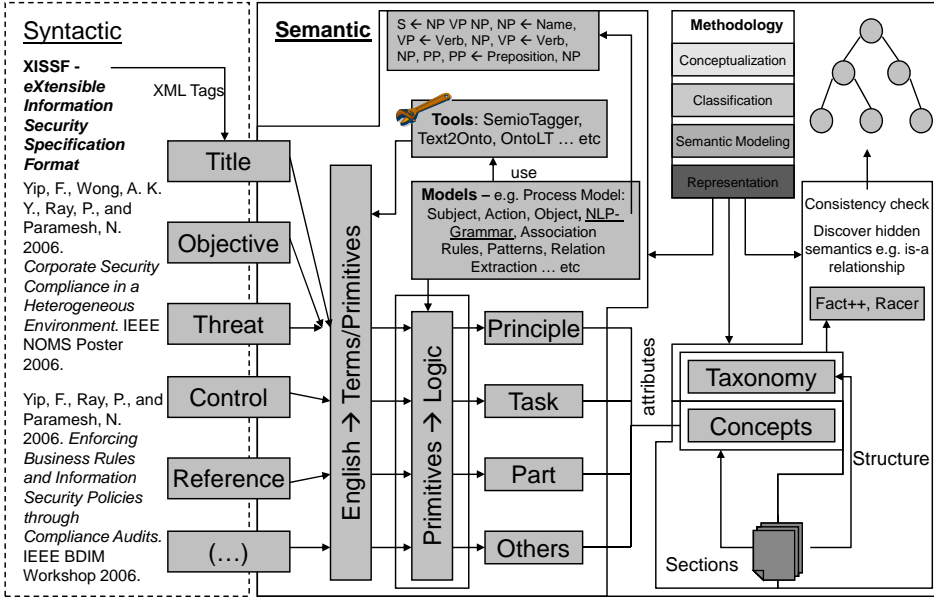 Syntactic
XISSF -
eXtensible
Information
Security
Specification
Format
Yip, F., Wong, A. K.
Y., Ray, P., and
Paramesh, N.
2006.
Corporate Security
Compliance in a
Heterogeneous
Environment. IEEE
NOMS Poster
2006.
Yip, F., Ray, P., and
Paramesh, N.
2006. Enforcing
Business Rules
and Information
Security Policies
through
Compliance Audits.
IEEE BDIM
Workshop 2006.
XML Tags
Title
Objective
Threat
Control
Reference
(…)
Semantic
S ← NP VP NP, NP ← Name,
VP ← Verb, NP, VP ← Verb,
NP, PP, PP ← Preposition, NP
Tools: SemioTagger,
Text2Onto, OntoLT … etc
use
Models – e.g. Process Model:
Subject, Action, Object, NLP-
Grammar, Association
Rules, Patterns, Relation
Extraction … etc
English → Terms/Primitives
Primitives → Logic
Principle
Task
Part
Others
attributes
Methodology
Conceptualization
Classification
Semantic Modeling
Representation
Consistency check
Discover hidden
semantics e.g. is-a
relationship
Fact++, Racer
Taxonomy
Concepts
Structure
Sections